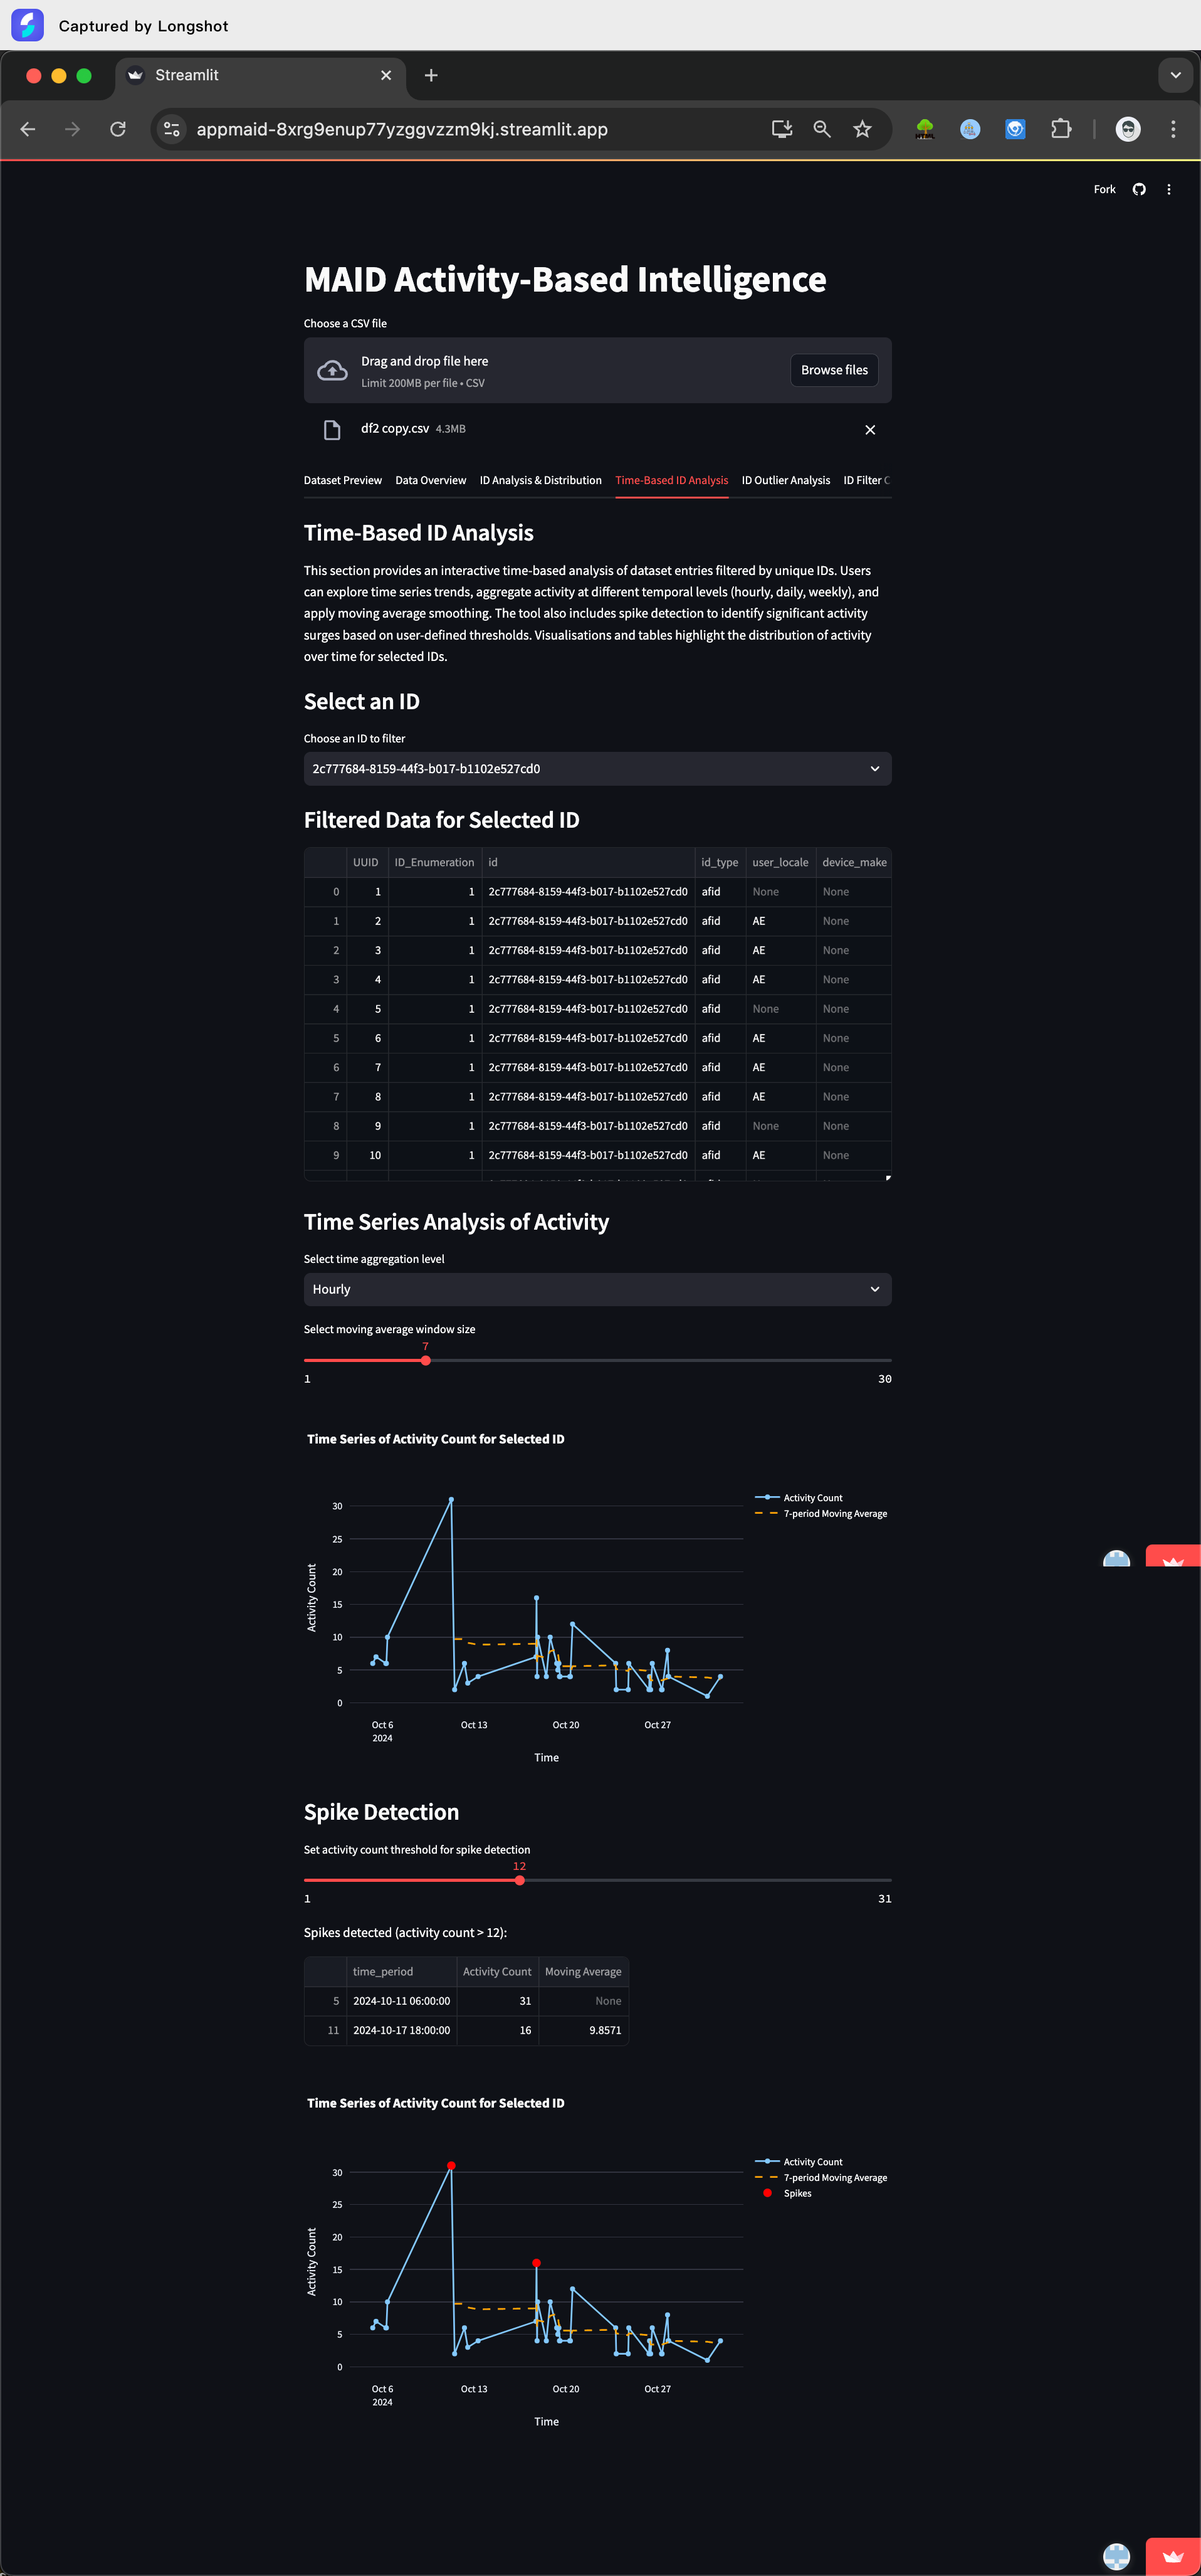 Captured by Longshot
Streamlit
appmaid-8xrg9enup77yzggvzzm9kj.streamlit.app
Fork
MAID Activity-Based Intelligence
Choose a CSV file
Drag and drop file here
Limit 200MB per file • CSV
Browse files
df2 copy.csv 4.3MB
Dataset Preview Data Overview ID Analysis & Distribution Time-Based ID Analysis ID Outlier Analysis ID Filter
Time-Based ID Analysis
This section provides an interactive time-based analysis of dataset entries filtered by unique IDs. Users
can explore time series trends, aggregate activity at different temporal levels (hourly, daily, weekly), and
apply moving average smoothing. The tool also includes spike detection to identify significant activity
surges based on user-defined thresholds. Visualisations and tables highlight the distribution of activity
over time for selected IDs.
Select an ID
Choose an ID to filter
2c777684-8159-44f3-b017-b1102e527cd0
Filtered Data for Selected ID
UUID ID_Enumeration id id_type user_locale device_make
0 1 1 2c777684-8159-44f3-b017-b1102e527cd0 afid None None
1 2 1 2c777684-8159-44f3-b017-b1102e527cd0 afid AE None
2 3 1 2c777684-8159-44f3-b017-b1102e527cd0 afid AE None
3 4 1 2c777684-8159-44f3-b017-b1102e527cd0 afid AE None
4 5 1 2c777684-8159-44f3-b017-b1102e527cd0 afid None None
5 6 1 2c777684-8159-44f3-b017-b1102e527cd0 afid AE None
6 7 1 2c777684-8159-44f3-b017-b1102e527cd0 afid AE None
7 8 1 2c777684-8159-44f3-b017-b1102e527cd0 afid AE None
8 9 1 2c777684-8159-44f3-b017-b1102e527cd0 afid None None
9 10 1 2c777684-8159-44f3-b017-b1102e527cd0 afid AE None
Time Series Analysis of Activity
Select time aggregation level
Hourly
Select moving average window size
7
1 30
Time Series of Activity Count for Selected ID
Activity Count
7-period Moving Average
30
25
20
15
10
5
0
Activity Count
Oct 6 Oct 13 Oct 20 Oct 27
2024
Time
Spike Detection
Set activity count threshold for spike detection
12
1 31
Spikes detected (activity count > 12):
time_period Activity Count Moving Average
5 2024-10-11 06:00:00 31 None
11 2024-10-17 18:00:00 16 9.8571
Time Series of Activity Count for Selected ID
Activity Count
7-period Moving Average
Spikes
30
25
20
15
10
5
0
Activity Count
Oct 6 Oct 13 Oct 20 Oct 27
2024
Time